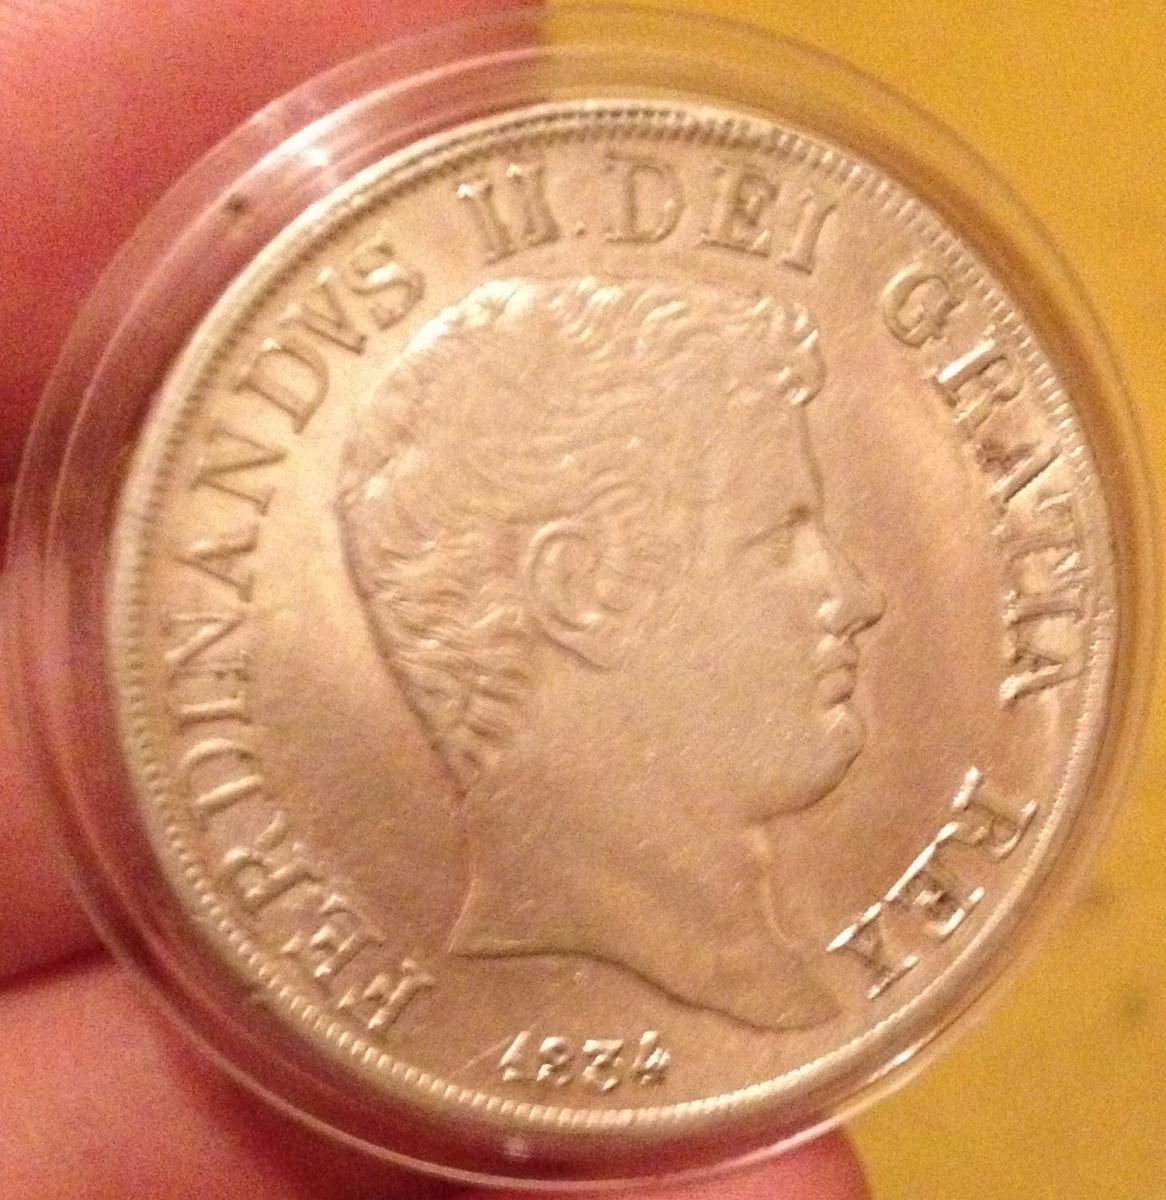 FERDINANDVS II. DEI GRATIA REX
1834